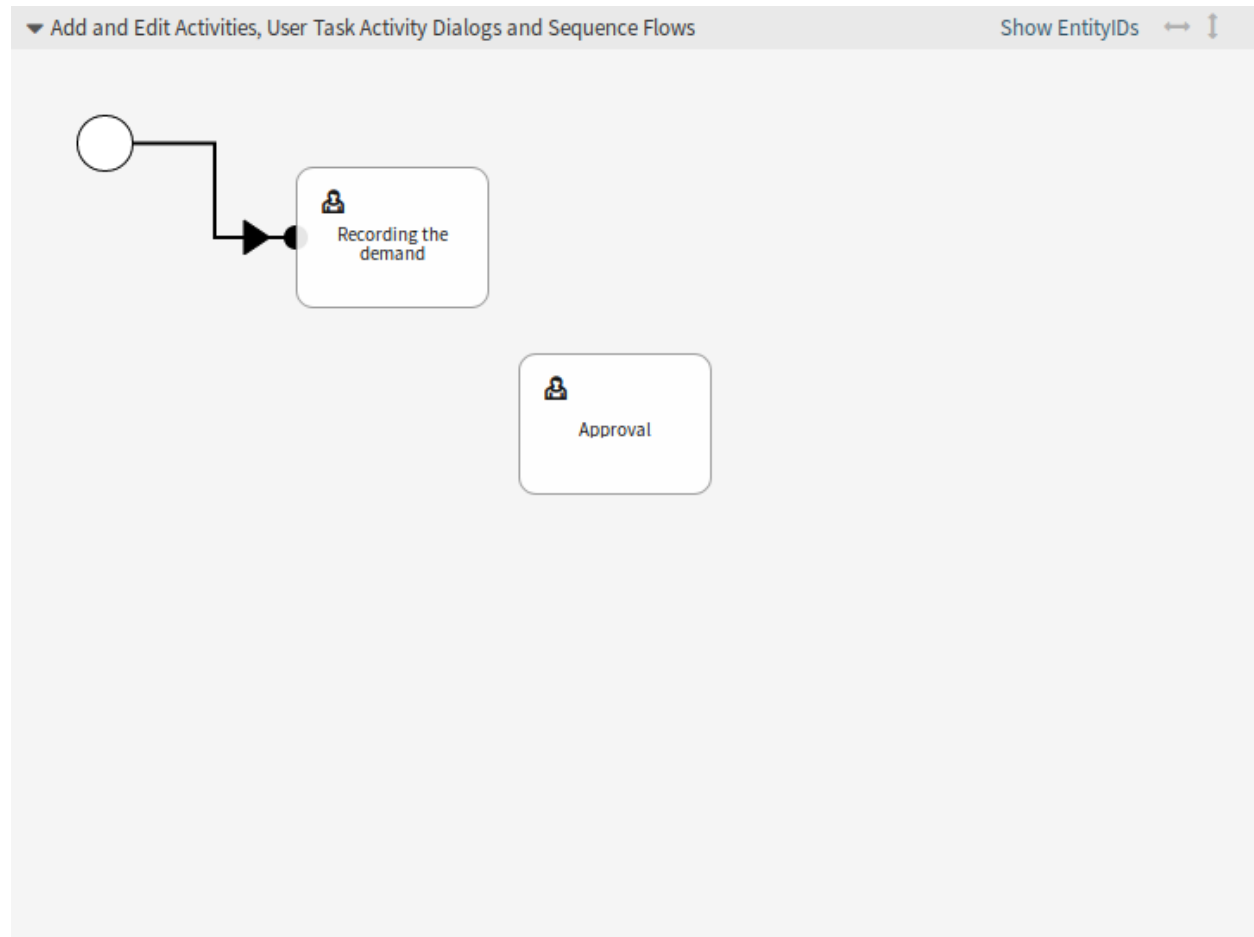 Add and Edit Activities, User Task Activity Dialogs and Sequence Flows Show EntityIDs
Recording the
demand
Approval